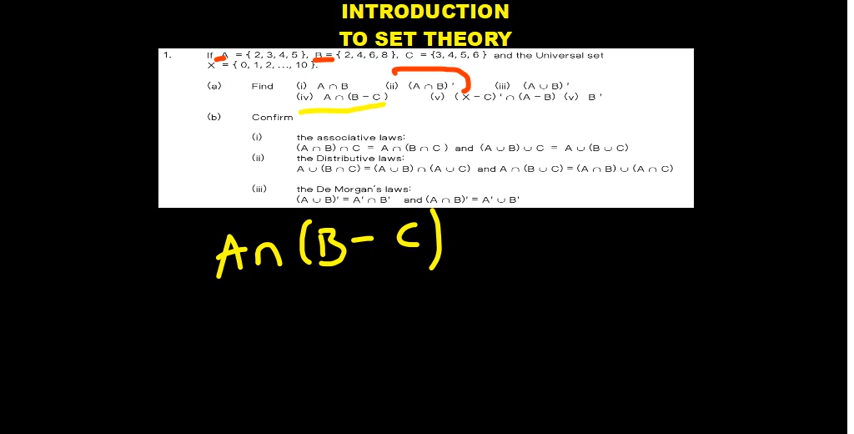 INTRODUCTION
TO SET THEORY
1. If A = { 2, 3, 4, 5 }, B = { 2, 4, 6, 8 }, C = {3, 4, 5, 6 } and the Universal set
X = { 0, 1, 2, ..., 10 }.
(a) Find (i) A ∩ B (ii) (A ∩ B) ' (iii) (A ∪ B) '
(iv) A ∩ (B – C ) (v) ( X – C) ' ∩ (A – B) (v) B '
(b) Confirm
(i) the associative laws:
(A ∩ B) ∩ C = A ∩ (B ∩ C ) and (A ∪ B) ∪ C = A ∪ (B ∪ C)
(ii) the Distributive laws:
A ∪ (B ∩ C) = (A ∪ B) ∩ (A ∪ C) and A ∩ (B ∪ C) = (A ∩ B) ∪ (A ∩ C)
(iii) the De Morgan's laws:
(A ∪ B)' = A' ∩ B' and (A ∩ B)' = A' ∪ B'
A ∩ (B – C)